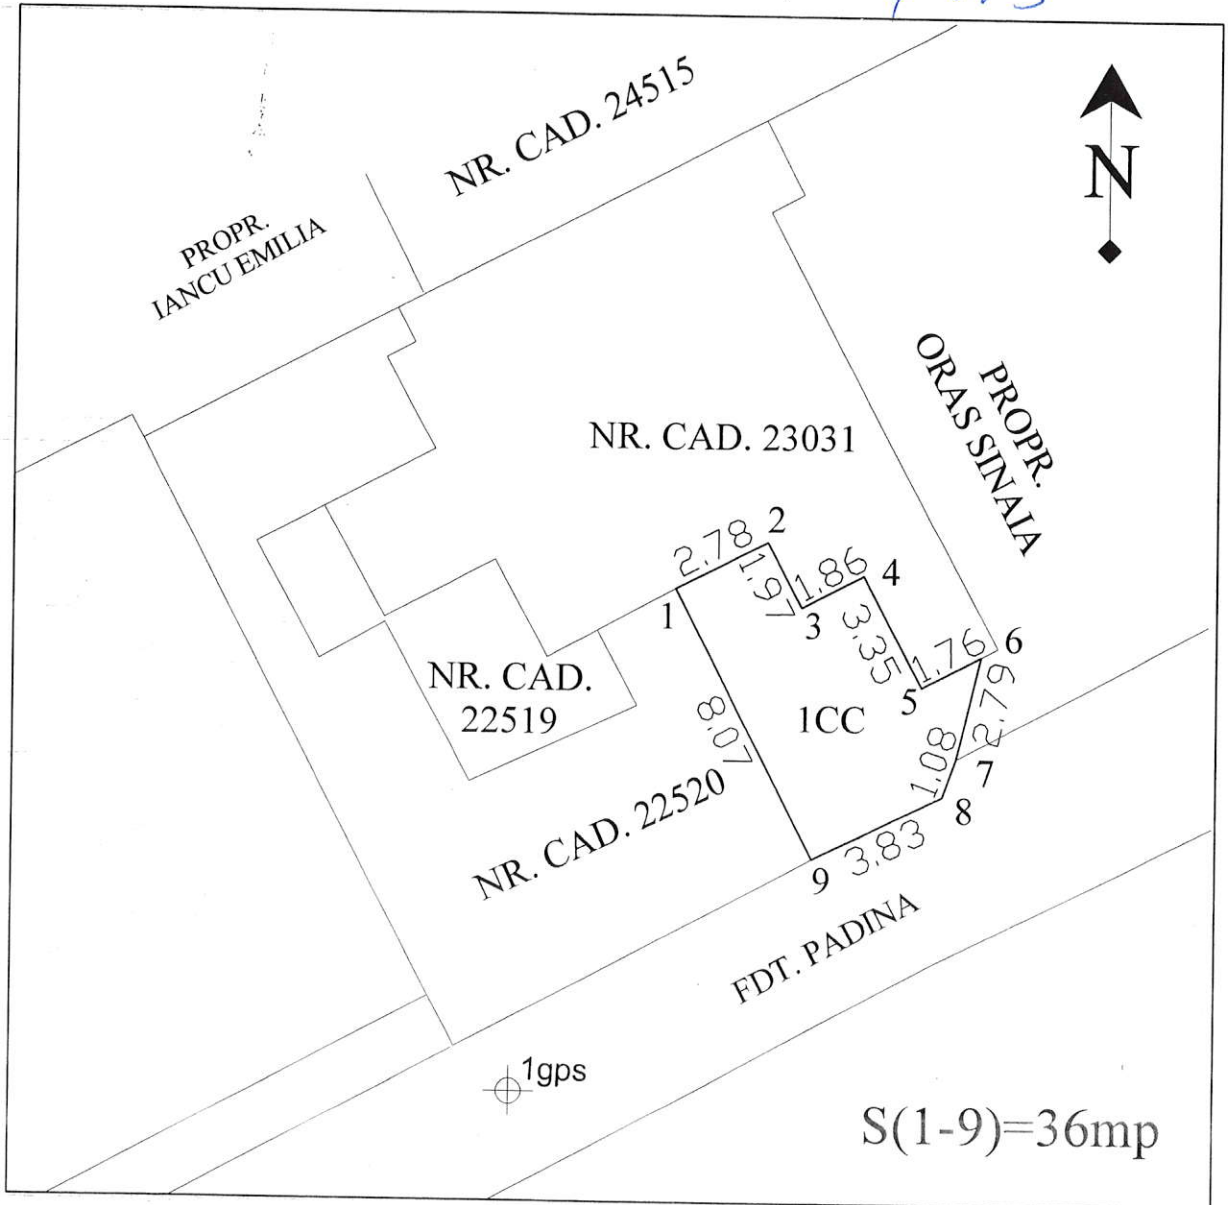 NR. CAD. 24515
N
PROPR.
IANCU EMILIA
PROPR.
ORAS SINAIA
NR. CAD. 23031
2
2.78
1.97
1.86
4
1
3
3.35
6
1.76
5
2.79
NR. CAD.
22519
8.07
1CC
1.08
7
8
NR. CAD. 22520
3.83
9
FDT. PADINA
1gps
S(1-9)=36mp